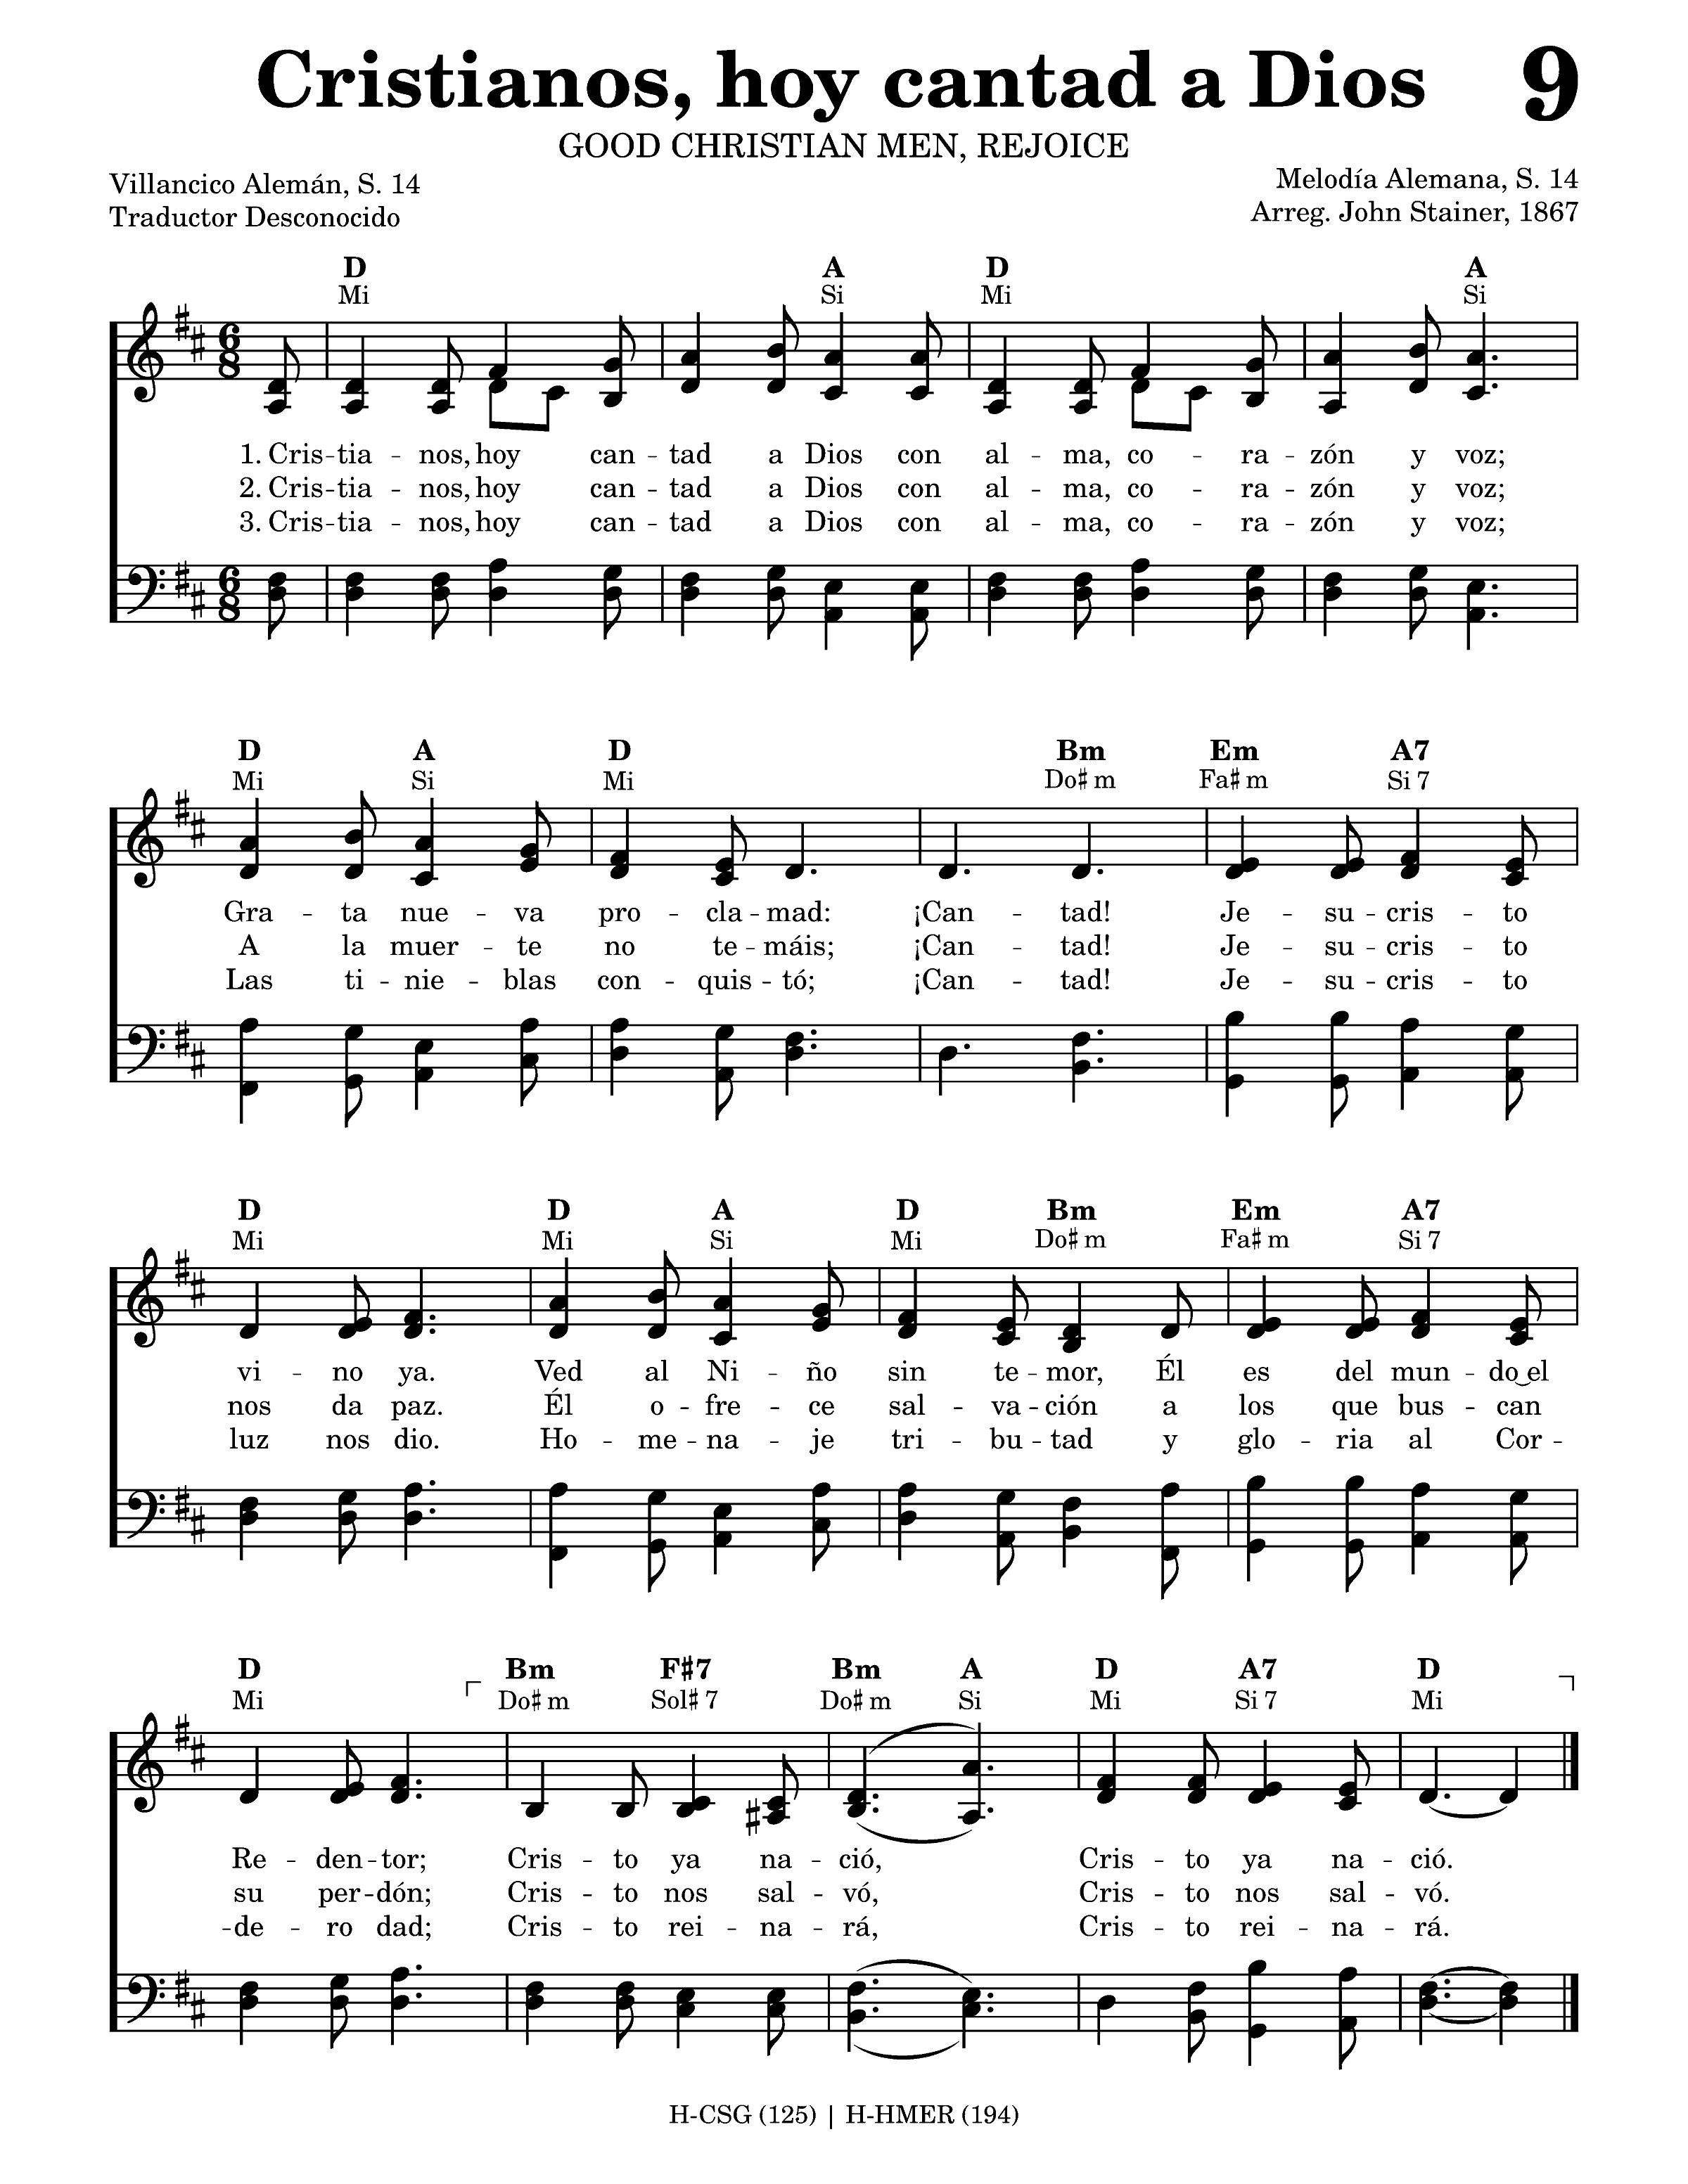 Cristianos, hoy cantad a Dios 9
GOOD CHRISTIAN MEN, REJOICE
Villancico Alemán, S. 14
Traductor Desconocido
Melodía Alemana, S. 14
Arreg. John Stainer, 1867
D A D A
Mi Si Mi Si
6 8
1. Cris – tia – nos, hoy can – tad a Dios con al – ma, co – ra – zón y voz;
2. Cris – tia – nos, hoy can – tad a Dios con al – ma, co – ra – zón y voz;
3. Cris – tia – nos, hoy can – tad a Dios con al – ma, co – ra – zón y voz;
6 8
D A D Bm Em A7
Mi Si Mi Do♯m Fa♯m Si 7
Gra – ta nue – va pro – cla – mad: ¡Can – tad! Je – su – cris – to
A la muer – te no te – máis; ¡Can – tad! Je – su – cris – to
Las ti – nie – blas con – quis – tó; ¡Can – tad! Je – su – cris – to
D D A D Bm Em A7
Mi Mi Si Mi Do♯m Fa♯m Si 7
vi – no ya. Ved al Ni – ño sin te – mor, Él es del mun – do‿el
nos da paz. Él o – fre – ce sal – va – ción a los que bus – can
luz nos dio. Ho – me – na – je tri – bu – tad y glo – ria al Cor –
D Bm F♯7 Bm A D A7 D
Mi Do♯m Sol♯7 Do♯m Si Mi Si 7 Mi
Re – den – tor; Cris – to ya na – ció, Cris – to ya na – ció.
su per – dón; Cris – to nos sal – vó, Cris – to nos sal – vó.
– de – ro dad; Cris – to rei – na – rá, Cris – to rei – na – rá.
H-CSG (125) | H-HMER (194)